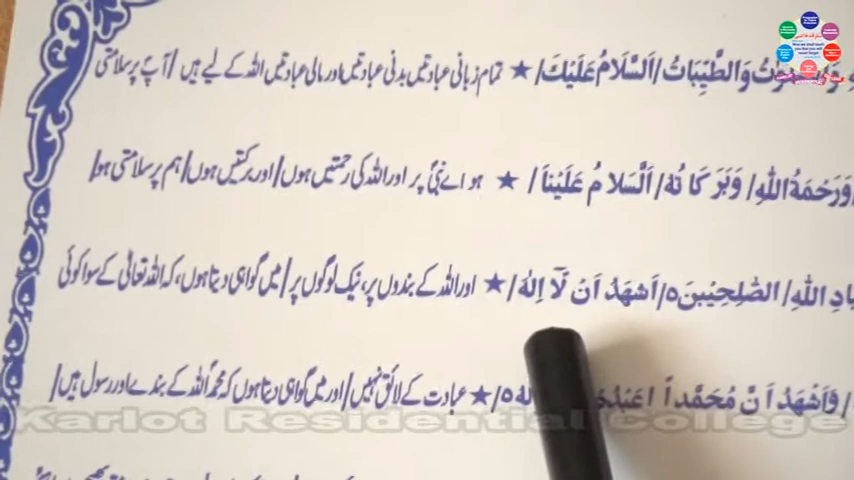 وَالطَّيِّبَاتُ/اَلسَّلَامُ عَلَيْكَ/ ★ تمام زبانی عبادتیں بدنی عبادتیں اور مالی عبادتیں اللہ کے لیے ہیں/آپؐ پر سلامتی
وَرَحْمَةُ اللّٰهِ/ وَبَرَكَاتُهٗ/اَلسَّلَامُ عَلَيْنَا/ ★ ہو اے نبیؐ پر اور اللہ کی رحمتیں ہوں/اور برکتیں ہوں/ہم پر سلامتی ہو/
اللّٰهِ/ الصّٰلِحِيْنَ٥/اَشْهَدُ اَنْ لَّآ اِلٰهَ/ ★ اور اللہ کے بندوں پر، نیک لوگوں پر/میں گواہی دیتا ہوں، کہ اللہ تعالیٰ کے سوا کوئی
/ وَاَشْهَدُ اَنَّ مُحَمَّداً ★ عبادت کے لائق نہیں/اور میں گواہی دیتا ہوں کہ محمدؐ اللہ کے بندے اور رسول ہیں/
Karlot Residential College